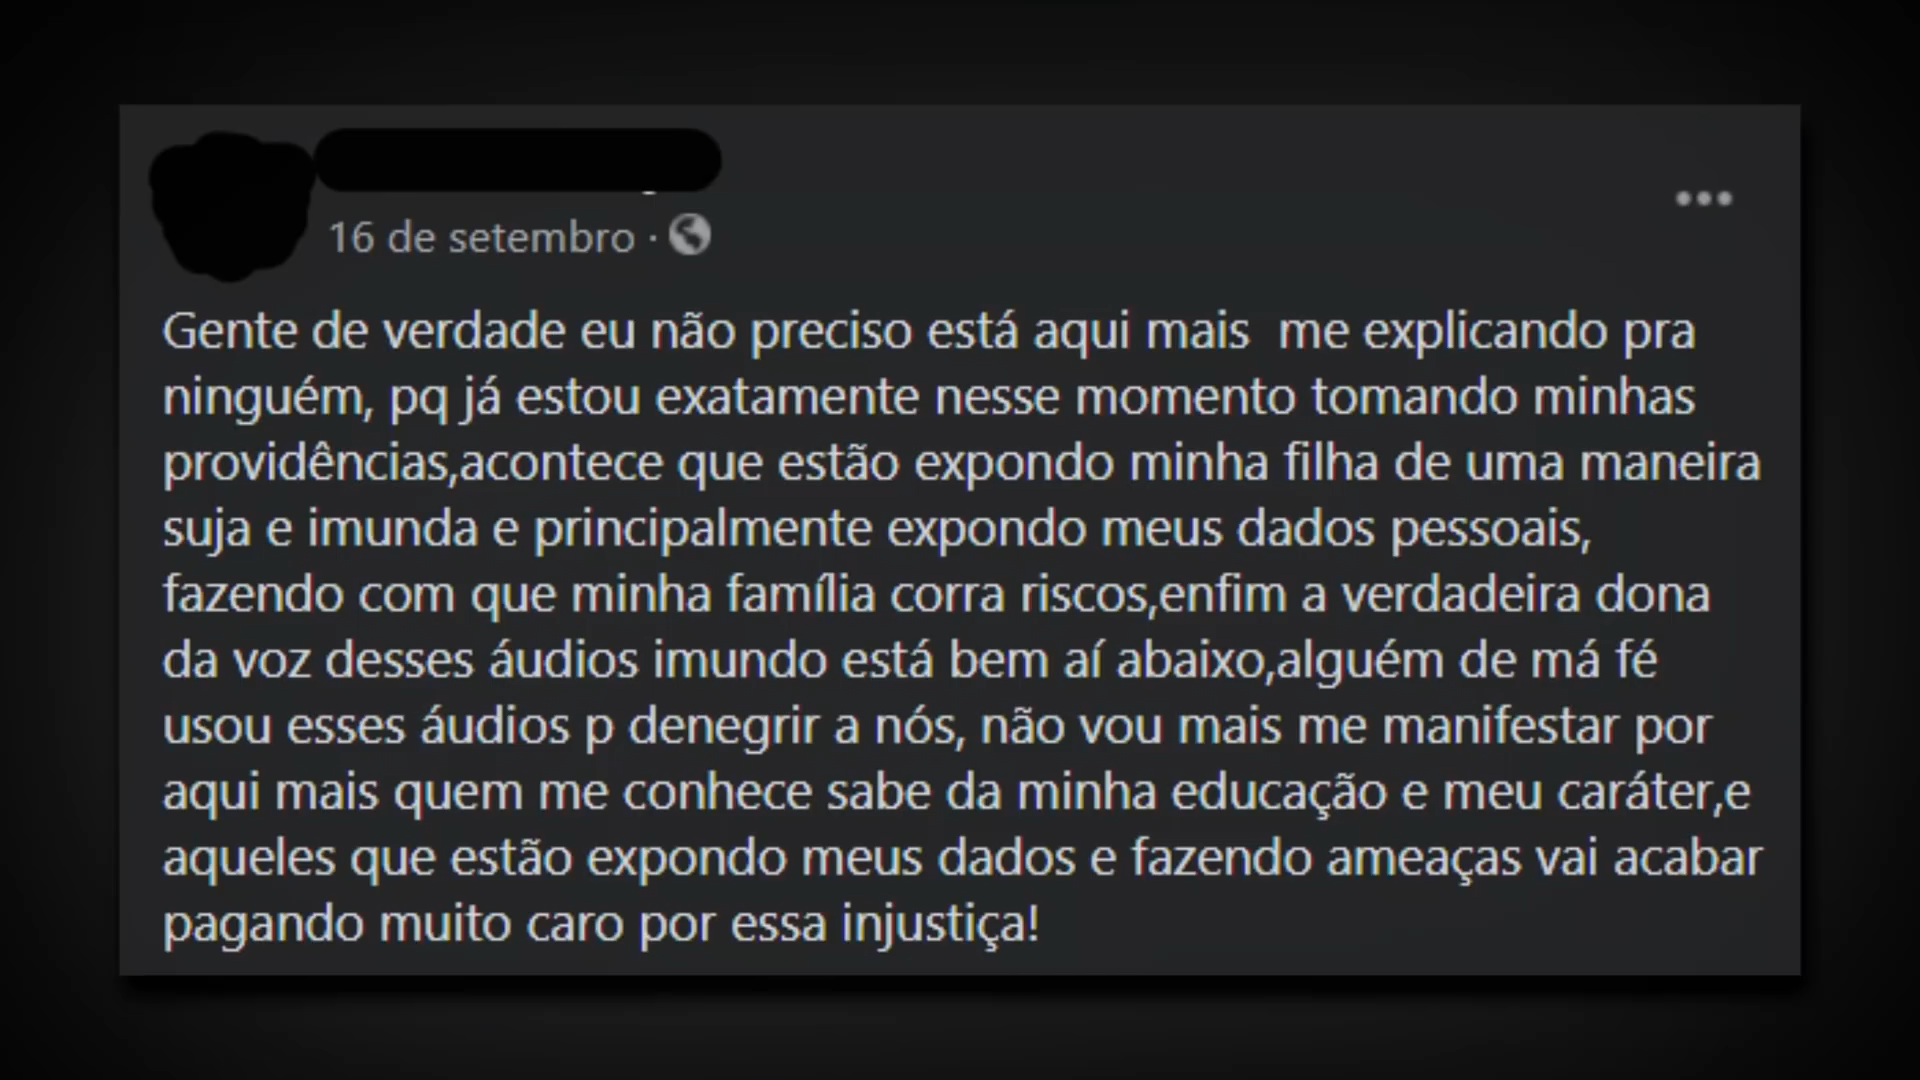 16 de setembro ·
Gente de verdade eu não preciso está aqui mais  me explicando pra
ninguém, pq já estou exatamente nesse momento tomando minhas
providências,acontece que estão expondo minha filha de uma maneira
suja e imunda e principalmente expondo meus dados pessoais,
fazendo com que minha família corra riscos,enfim a verdadeira dona
da voz desses áudios imundo está bem aí abaixo,alguém de má fé
usou esses áudios p denegrir a nós, não vou mais me manifestar por
aqui mais quem me conhece sabe da minha educação e meu caráter,e
aqueles que estão expondo meus dados e fazendo ameaças vai acabar
pagando muito caro por essa injustiça!